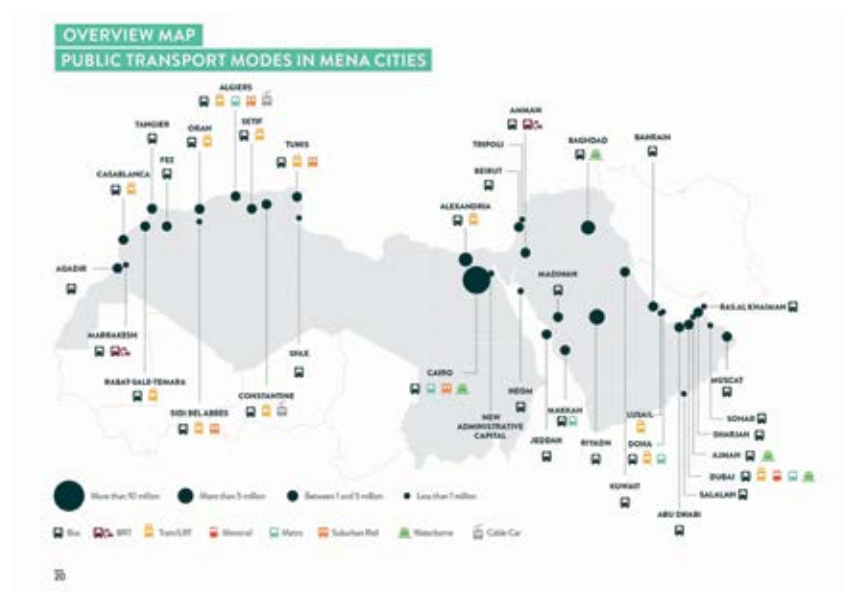 OVERVIEW MAP
PUBLIC TRANSPORT MODES IN MENA CITIES
ALGIERS
TANGIER
ORAN
SETIF
TUNIS
FEZ
CASABLANCA
AMMAN
TRIPOLI
BAGHDAD
BAHRAIN
BEIRUT
ALEXANDRIA
AGADIR
MADINAH
RAS AL KHAIMAH
MARRAKESH
SFAX
RABAT-SALE-TEMARA
CAIRO
MUSCAT
CONSTANTINE
NEOM
SIDI BEL ABBES
NEW
ADMINISTRATIVE
CAPITAL
MAKKAH
LUSAIL
SOHAR
JEDDAH
RIYADH
DOHA
SHARJAH
AJMAN
DUBAI
KUWAIT
SALALAH
ABU DHABI
More than 10 million
More than 5 million
Between 1 and 5 million
Less than 1 million
Bus
BRT
Tram/LRT
Monorail
Metro
Suburban Rail
Waterborne
Cable-Car
20